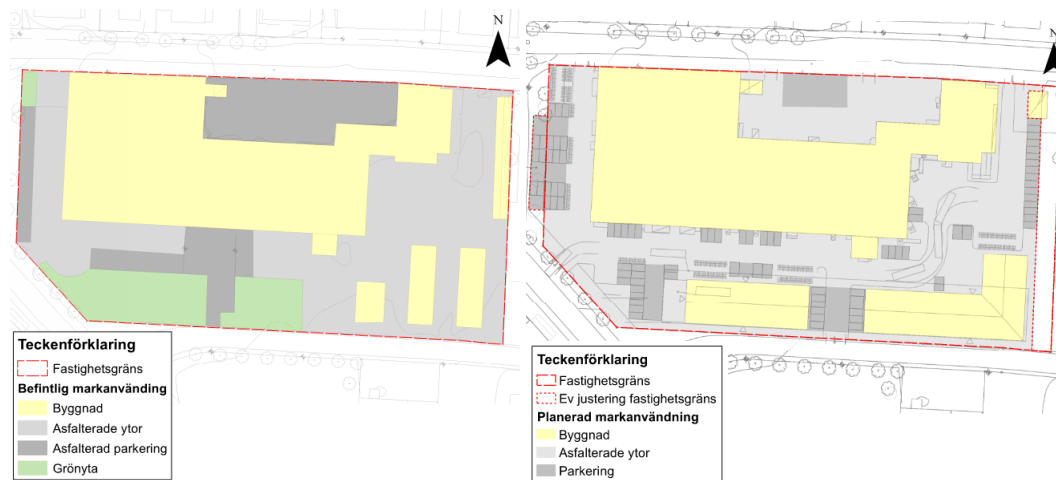 N
Teckenförklaring
Fastighetsgräns
Befintlig markanvänding
Byggnad
Asfalterade ytor
Asfalterad parkering
Grönyta
N
Teckenförklaring
Fastighetsgräns
Ev justering fastighetsgräns
Planerad markanvändning
Byggnad
Asfalterade ytor
Parkering